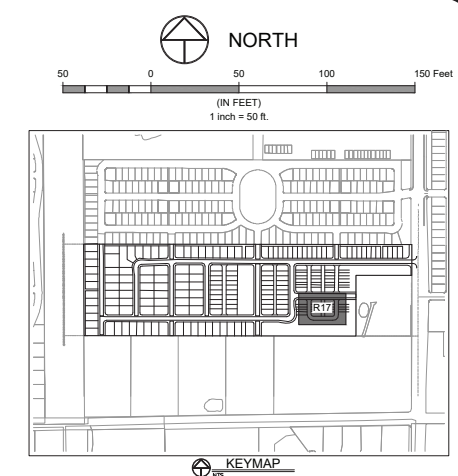 NORTH
50 0 50 100 150 Feet
(IN FEET)
1 inch = 50 ft.
R17
KEYMAP
NTS